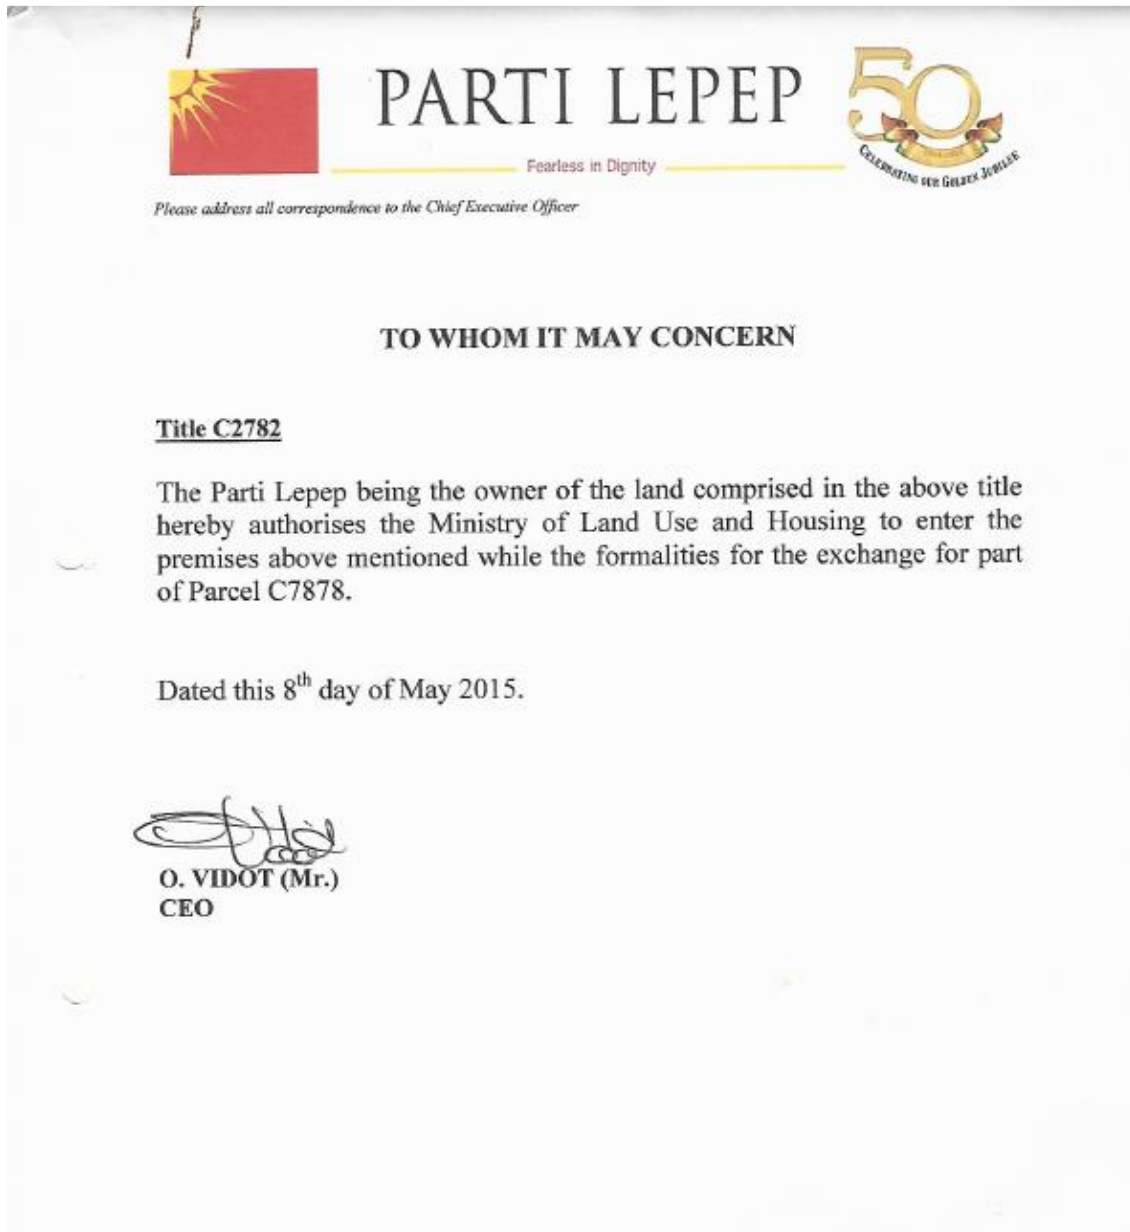 PARTI LEPEP
50
Fearless in Dignity
CELEBRATING OUR GOLDEN JUBILEE
Please address all correspondence to the Chief Executive Officer
TO WHOM IT MAY CONCERN
Title C2782
The Parti Lepep being the owner of the land comprised in the above title
hereby authorises the Ministry of Land Use and Housing to enter the
premises above mentioned while the formalities for the exchange for part
of Parcel C7878.
Dated this 8th day of May 2015.
O. VIDOT (Mr.)
CEO